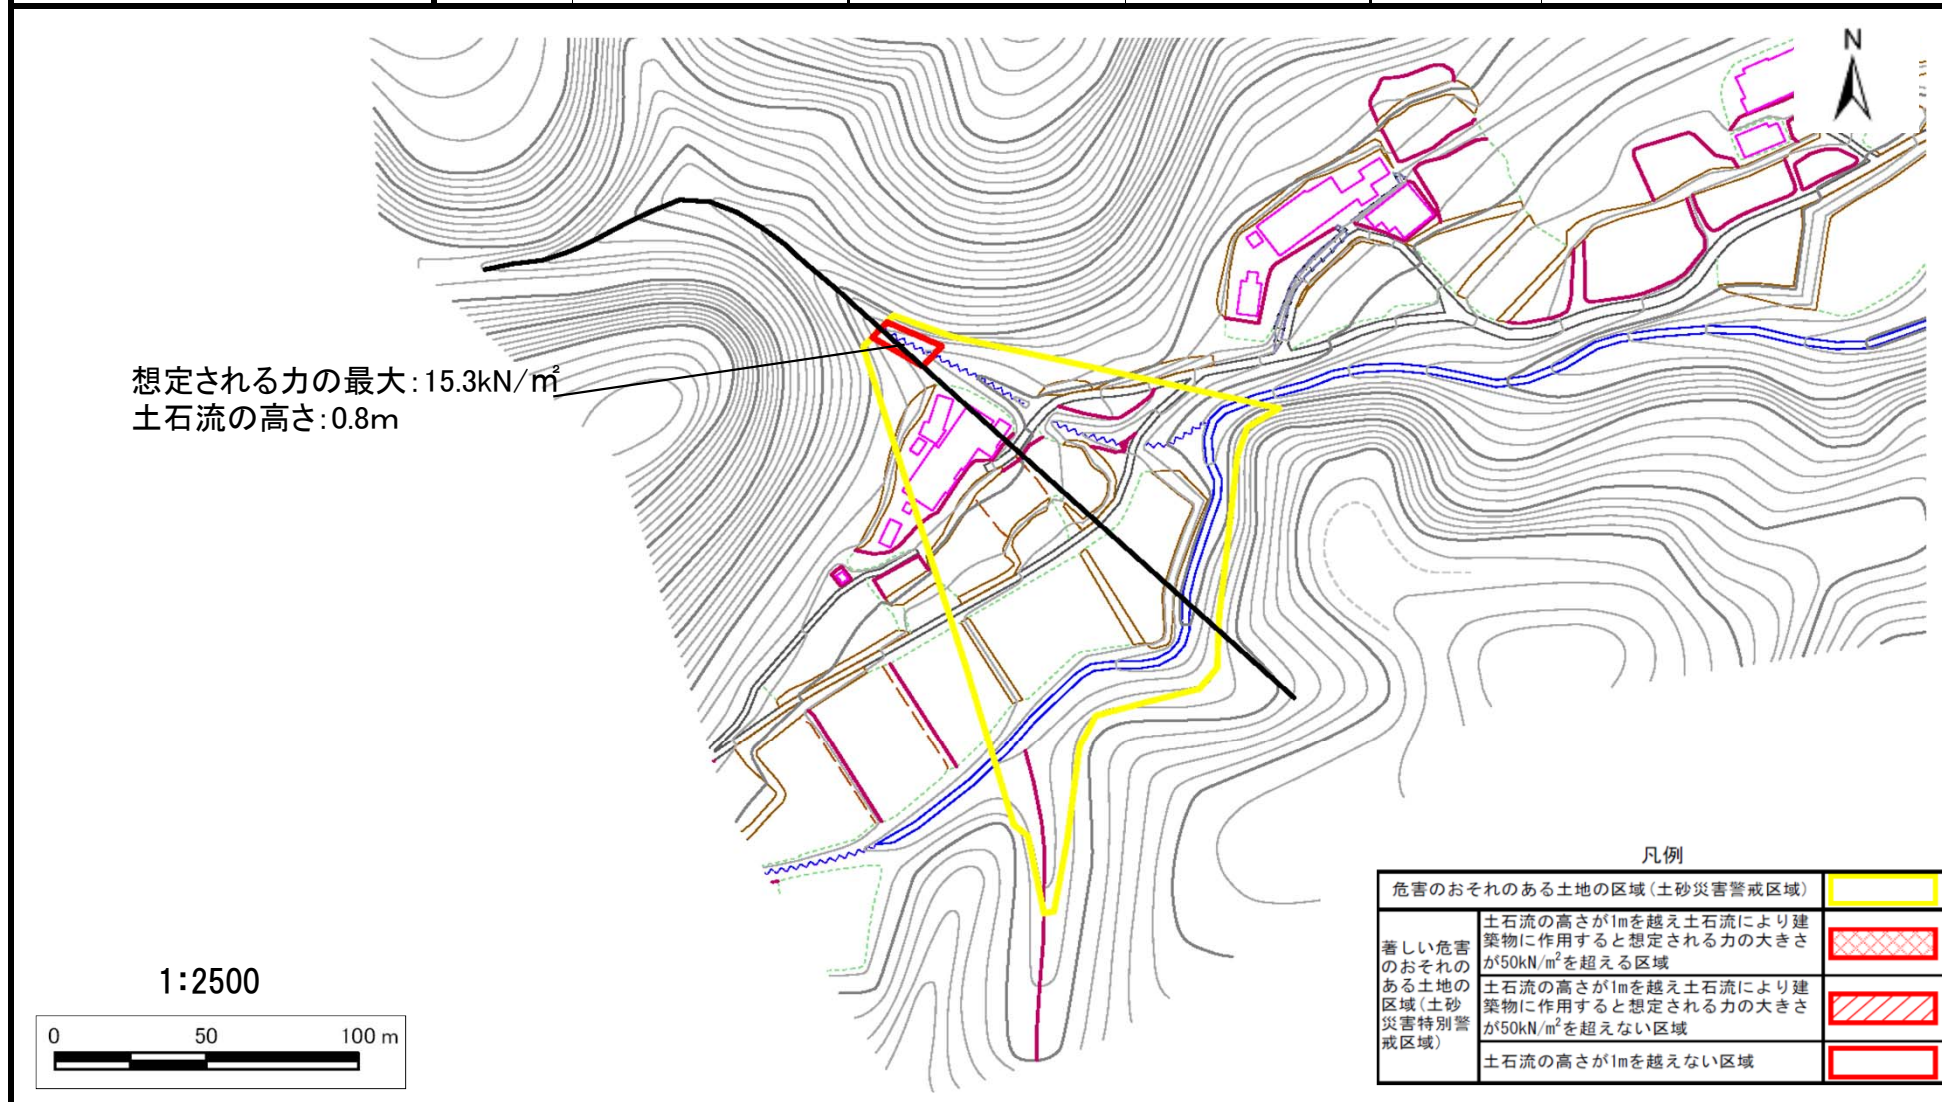 N
想定される力の最大:15.3kN/㎡
土石流の高さ:0.8m
凡例
危害のおそれのある土地の区域(土砂災害警戒区域)
著しい危害
のおそれの
ある土地の
区域(土砂
災害特別警
戒区域)
土石流の高さが1mを越え土石流により建
築物に作用すると想定される力の大きさ
が50kN/m²を超える区域
土石流の高さが1mを越え土石流により建
築物に作用すると想定される力の大きさ
が50kN/m²を超えない区域
土石流の高さが1mを越えない区域
1:2500
0 50 100 m